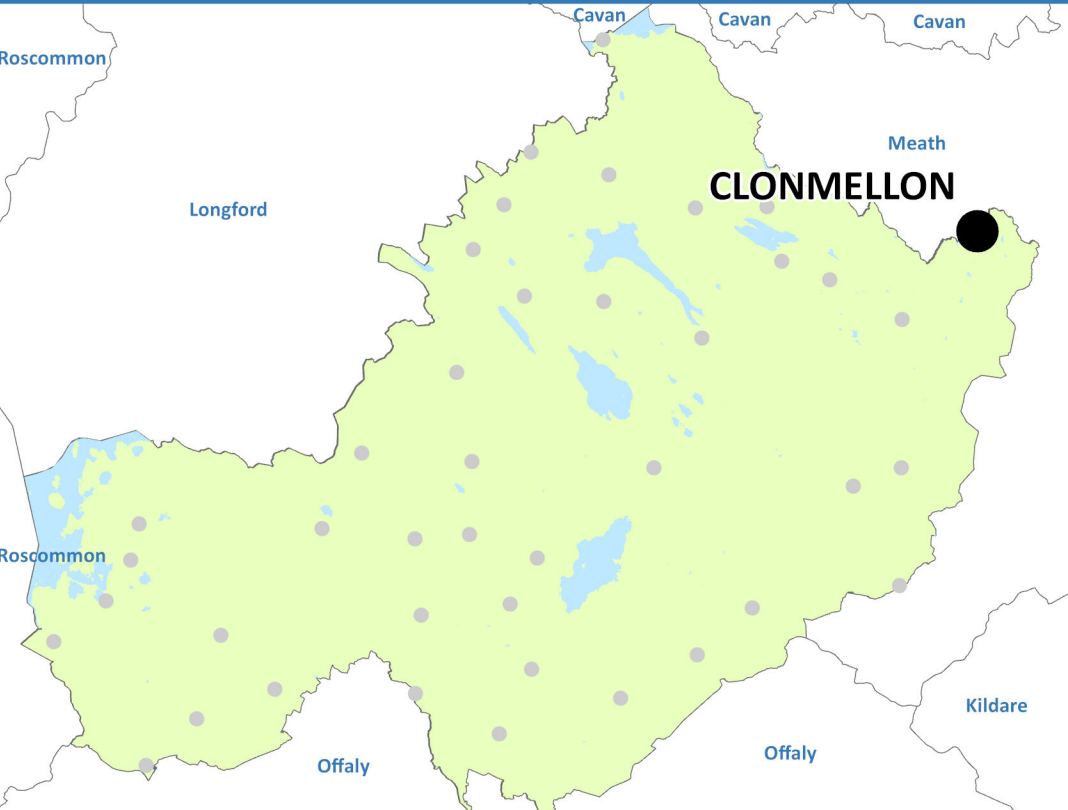 Cavan
Cavan
Cavan
Roscommon
Meath
CLONMELLON
Longford
Roscommon
Kildare
Offaly
Offaly